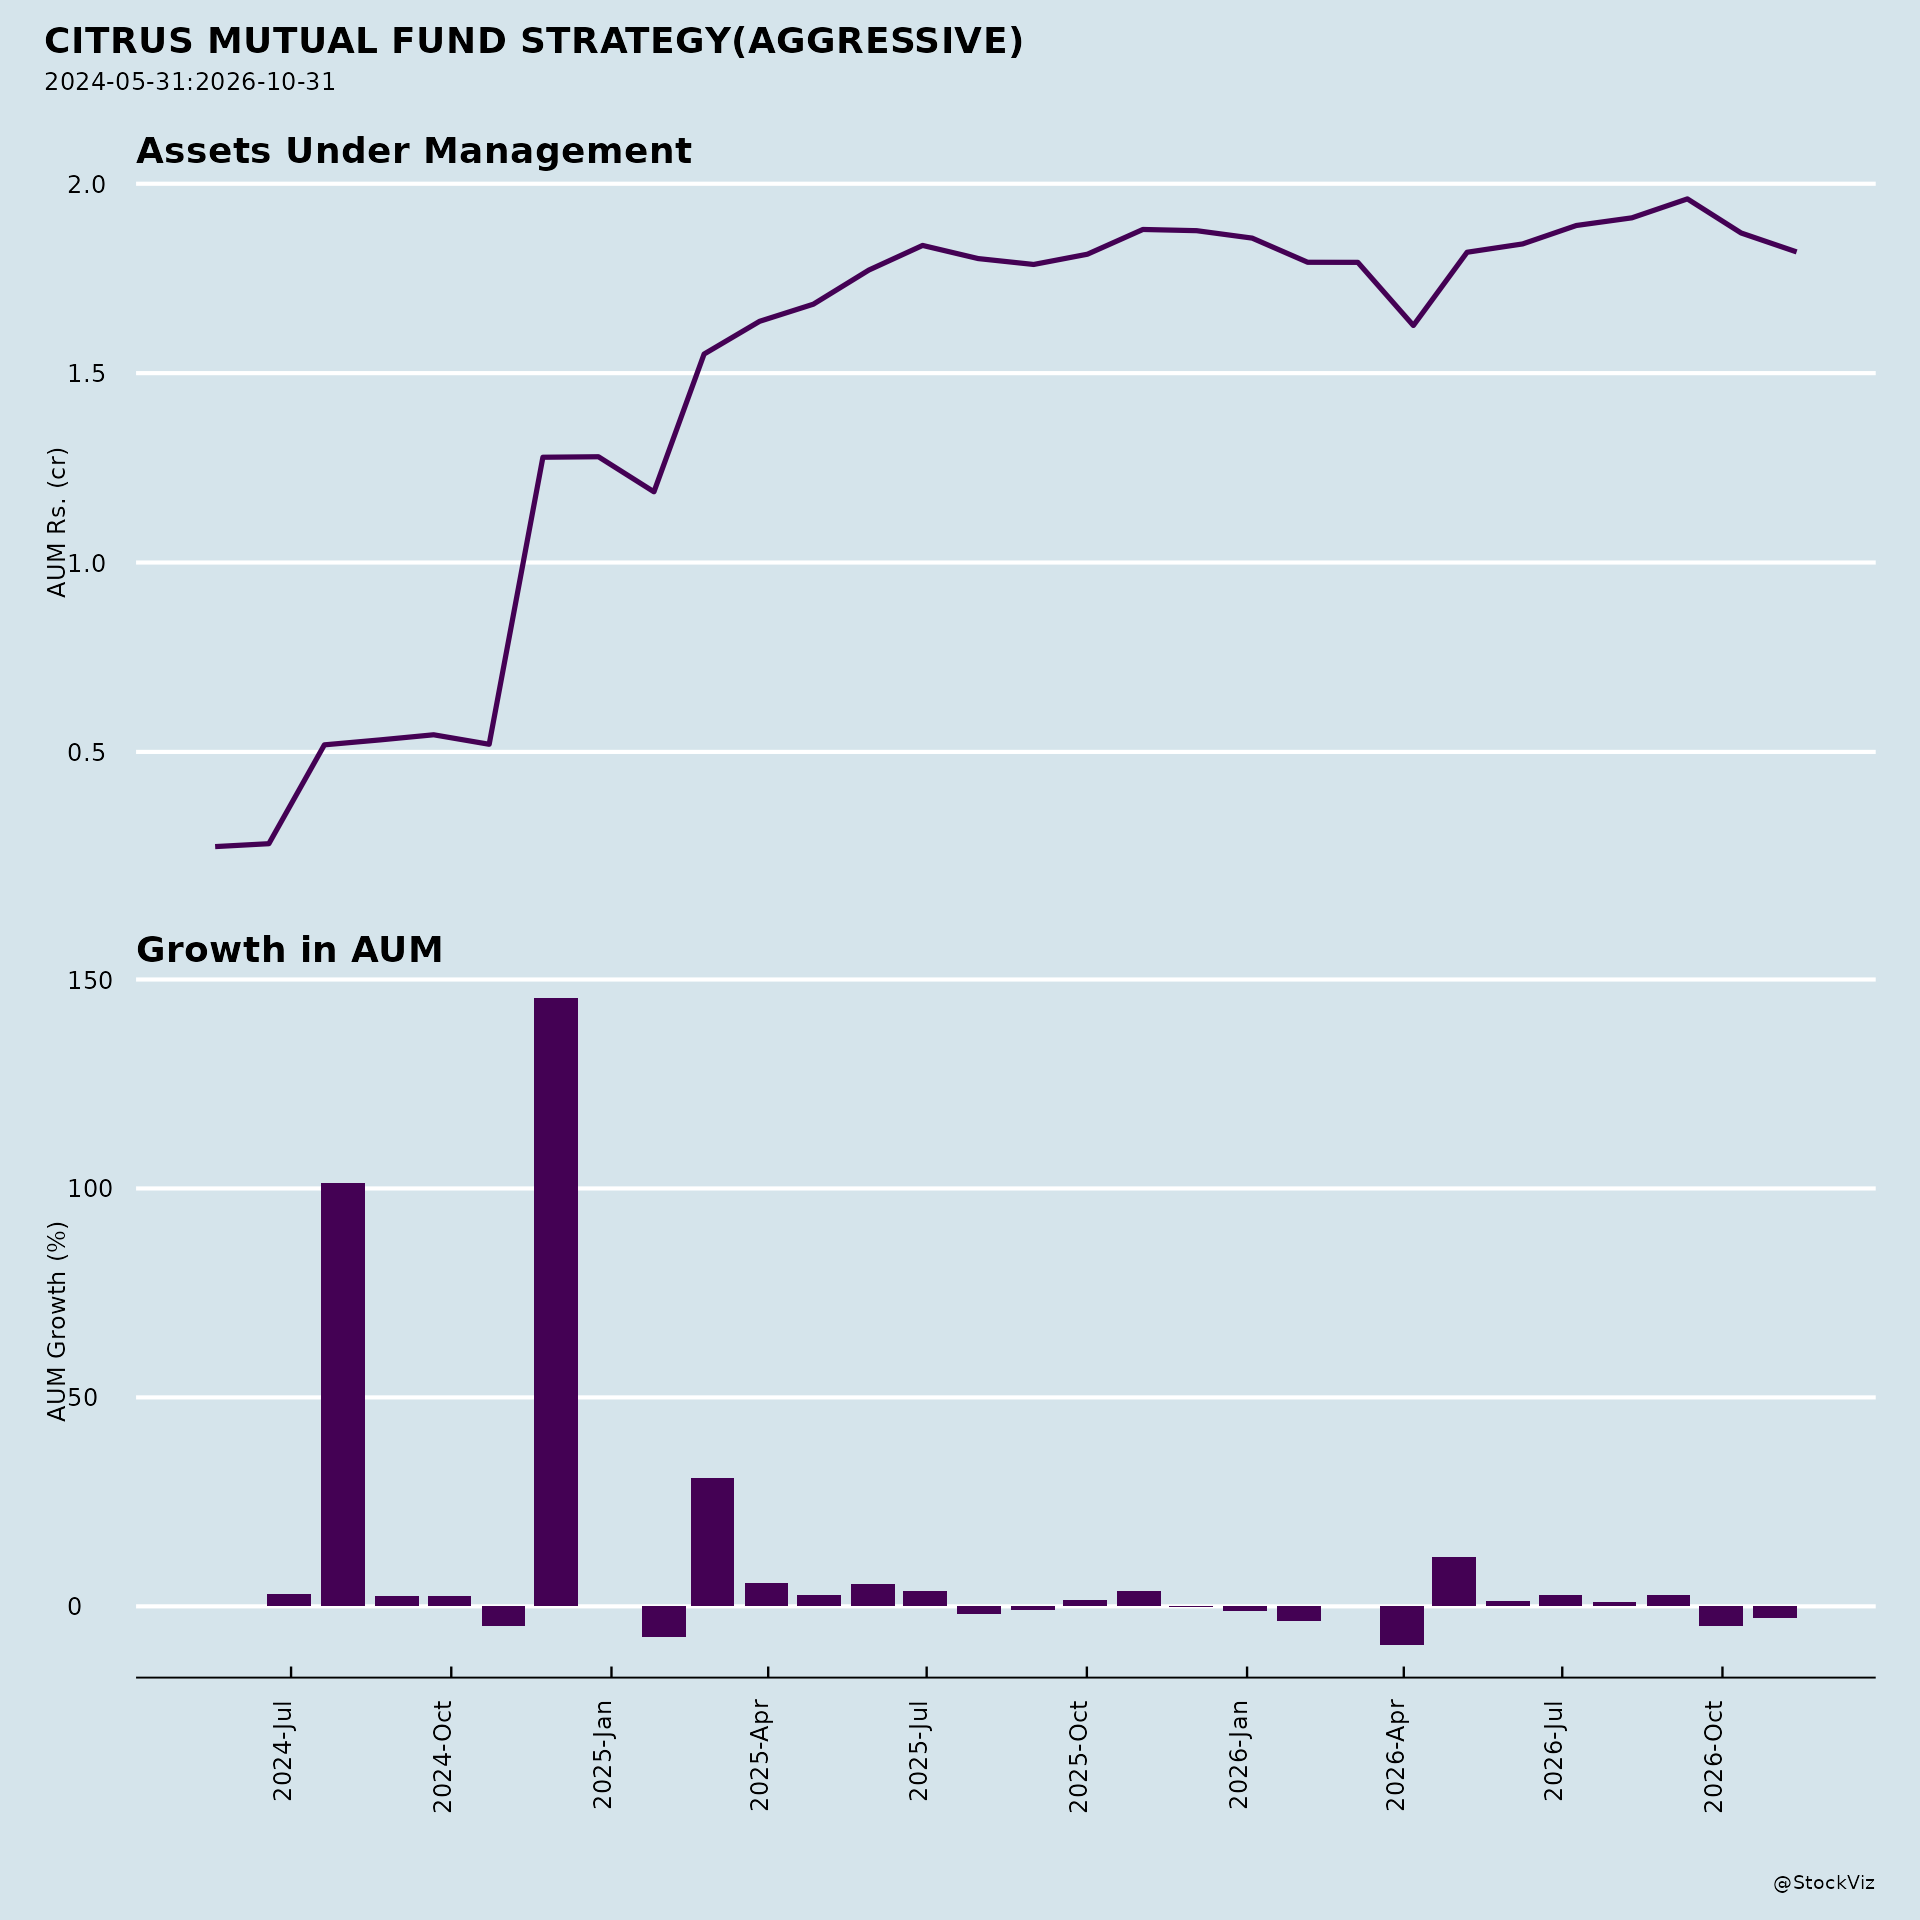 CITRUS MUTUAL FUND STRATEGY(AGGRESSIVE)
2024-05-31:2026-10-31
Assets Under Management
2.0
1.5
1.0
0.5
AUM Rs. (cr)
Growth in AUM
150
100
50
0
AUM Growth (%)
2024-Jul
2024-Oct
2025-Jan
2025-Apr
2025-Jul
2025-Oct
2026-Jan
2026-Apr
2026-Jul
2026-Oct
@StockViz